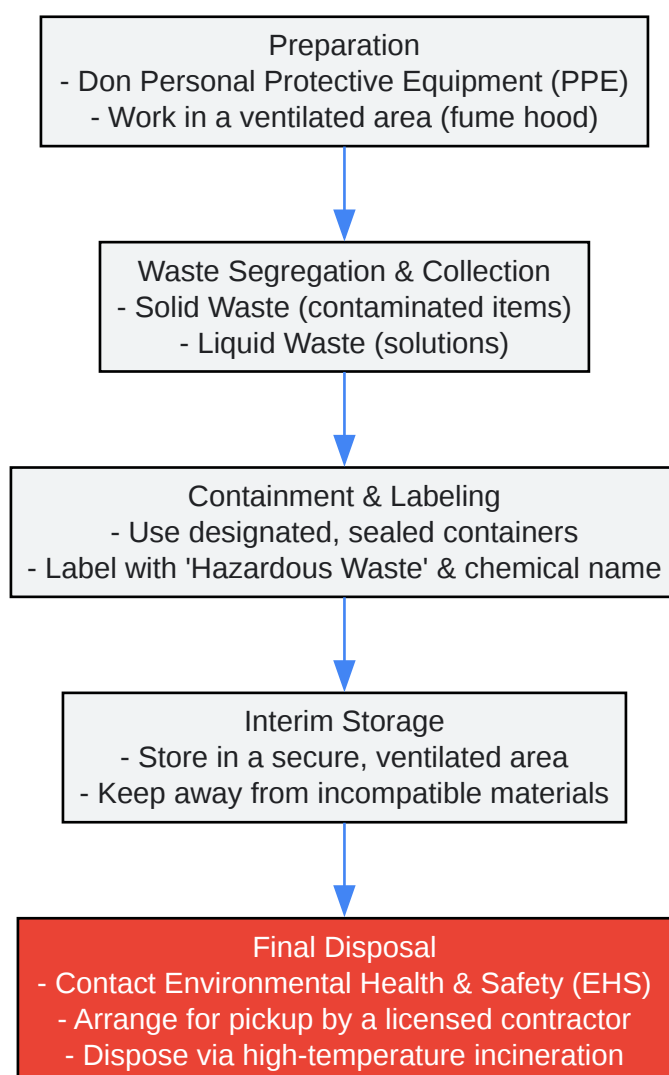 Preparation
- Don Personal Protective Equipment (PPE)
- Work in a ventilated area (fume hood)
Waste Segregation & Collection
- Solid Waste (contaminated items)
- Liquid Waste (solutions)
Containment & Labeling
- Use designated, sealed containers
- Label with 'Hazardous Waste' & chemical name
Interim Storage
- Store in a secure, ventilated area
- Keep away from incompatible materials
Final Disposal
- Contact Environmental Health & Safety (EHS)
- Arrange for pickup by a licensed contractor
- Dispose via high-temperature incineration